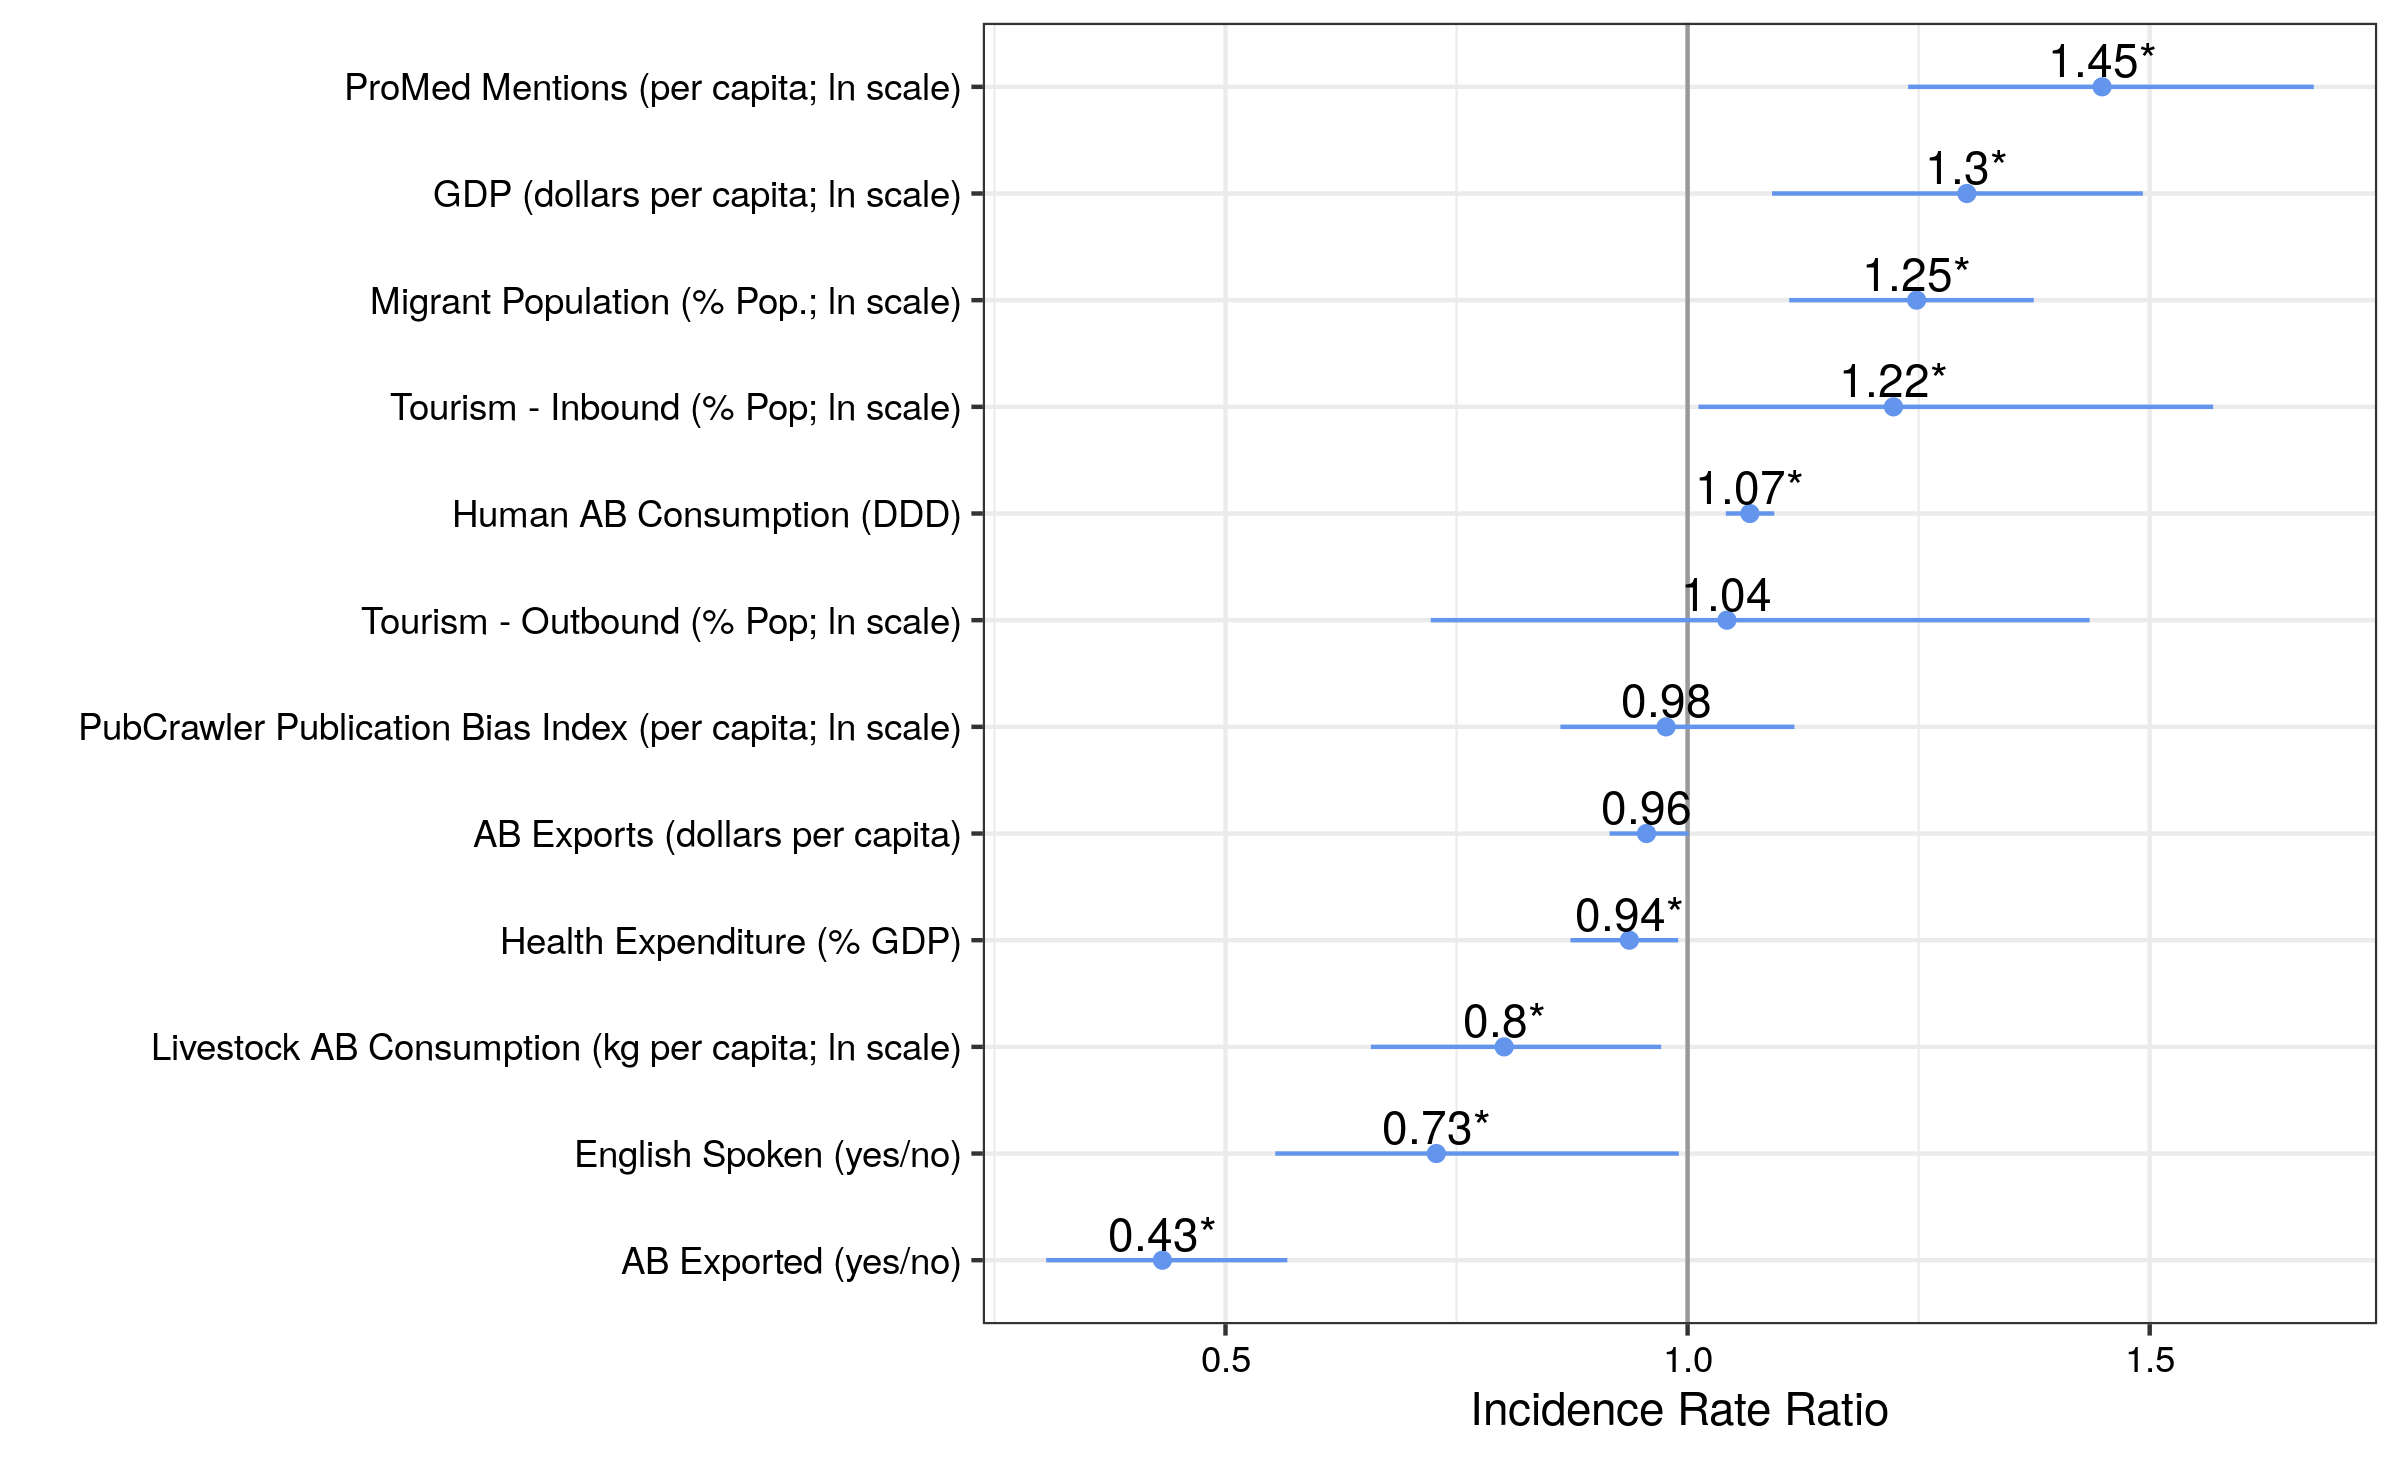 ProMed Mentions (per capita; ln scale) 1.45*
GDP (dollars per capita; ln scale) 1.3*
Migrant Population (% Pop.; ln scale) 1.25*
Tourism - Inbound (% Pop; ln scale) 1.22*
Human AB Consumption (DDD) 1.07*
Tourism - Outbound (% Pop; ln scale) 1.04
PubCrawler Publication Bias Index (per capita; ln scale) 0.98
AB Exports (dollars per capita) 0.96
Health Expenditure (% GDP) 0.94*
Livestock AB Consumption (kg per capita; ln scale) 0.8*
English Spoken (yes/no) 0.73*
AB Exported (yes/no) 0.43*
0.5 1.0 1.5
Incidence Rate Ratio